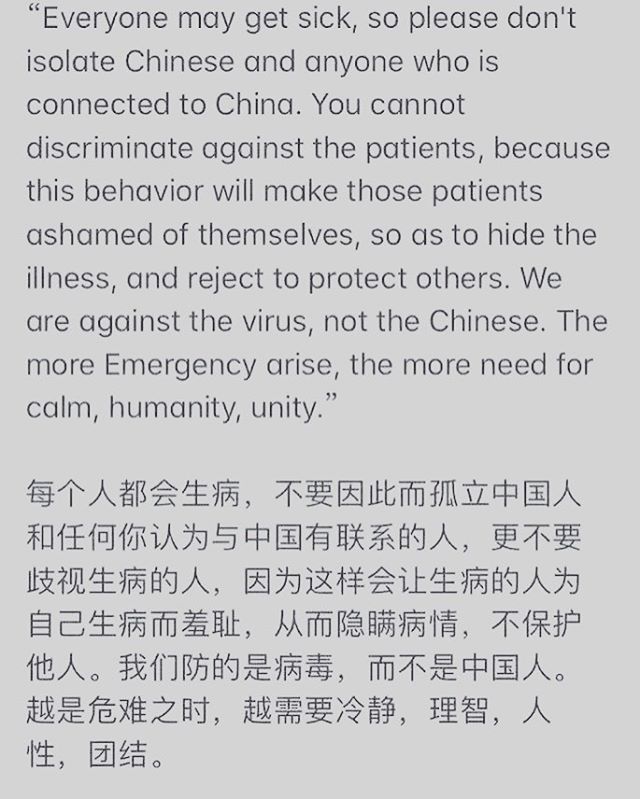 “Everyone may get sick, so please don't
isolate Chinese and anyone who is
connected to China. You cannot
discriminate against the patients, because
this behavior will make those patients
ashamed of themselves, so as to hide the
illness, and reject to protect others. We
are against the virus, not the Chinese. The
more Emergency arise, the more need for
calm, humanity, unity.”
每个人都会生病，不要因此而孤立中国人
和任何你认为与中国有联系的人，更不要
歧视生病的人，因为这样会让生病的人为
自己生病而羞耻，从而隐瞒病情，不保护
他人。我们防的是病毒，而不是中国人。
越是危难之时，越需要冷静，理智，人
性，团结。